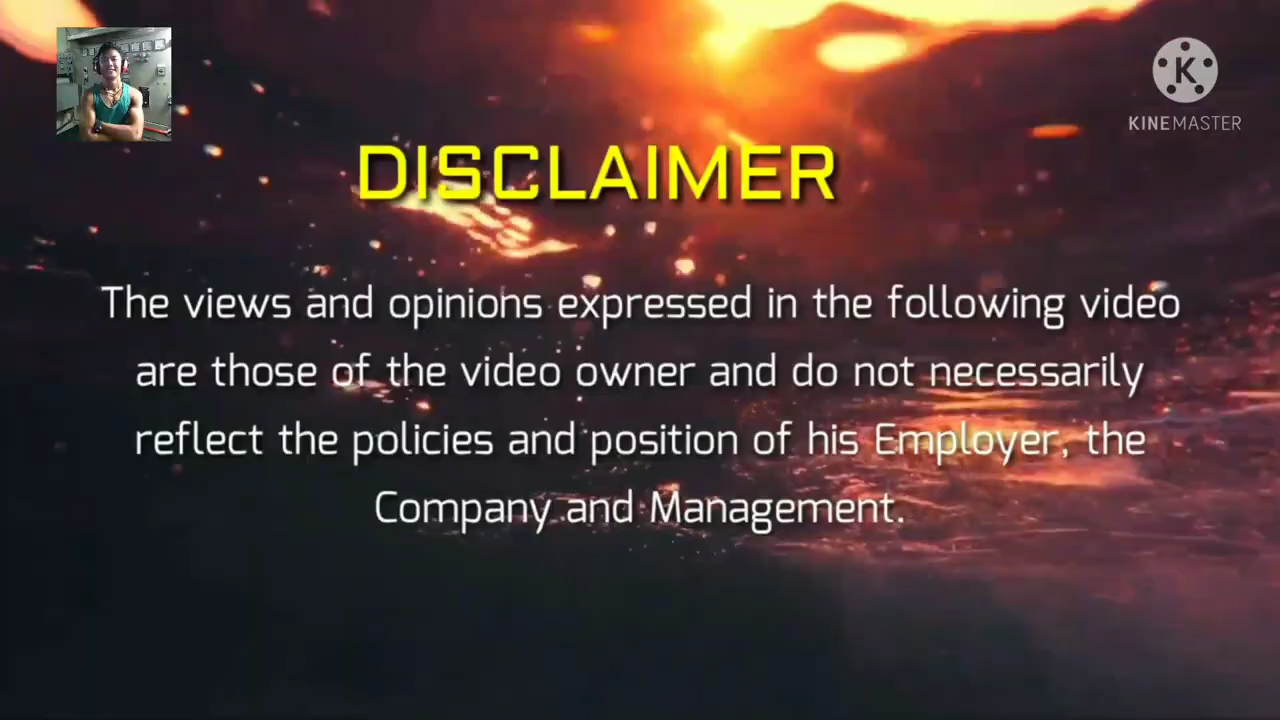 K
KINEMASTER
DISCLAIMER
The views and opinions expressed in the following video
are those of the video owner and do not necessarily
reflect the policies and position of his Employer, the
Company and Management.